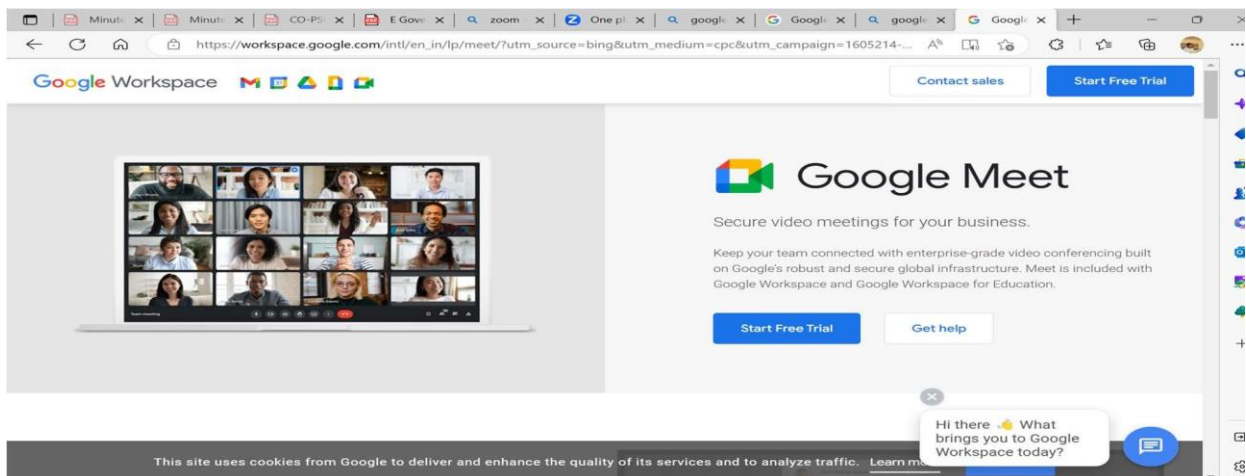 Minute
Minute
CO-PS
E Gove
zoom
One pl
google
Google
google
Google
https://workspace.google.com/intl/en_in/lp/meet/?utm_source=bing&utm_medium=cpc&utm_campaign=1605214-...
Google Workspace
Contact sales
Start Free Trial
Google Meet
Secure video meetings for your business.
Keep your team connected with enterprise-grade video conferencing built
on Google's robust and secure global infrastructure. Meet is included with
Google Workspace and Google Workspace for Education.
Start Free Trial
Get help
Team meeting
Hi there 👋 What
brings you to Google
Workspace today?
This site uses cookies from Google to deliver and enhance the quality of its services and to analyze traffic. Learn mo